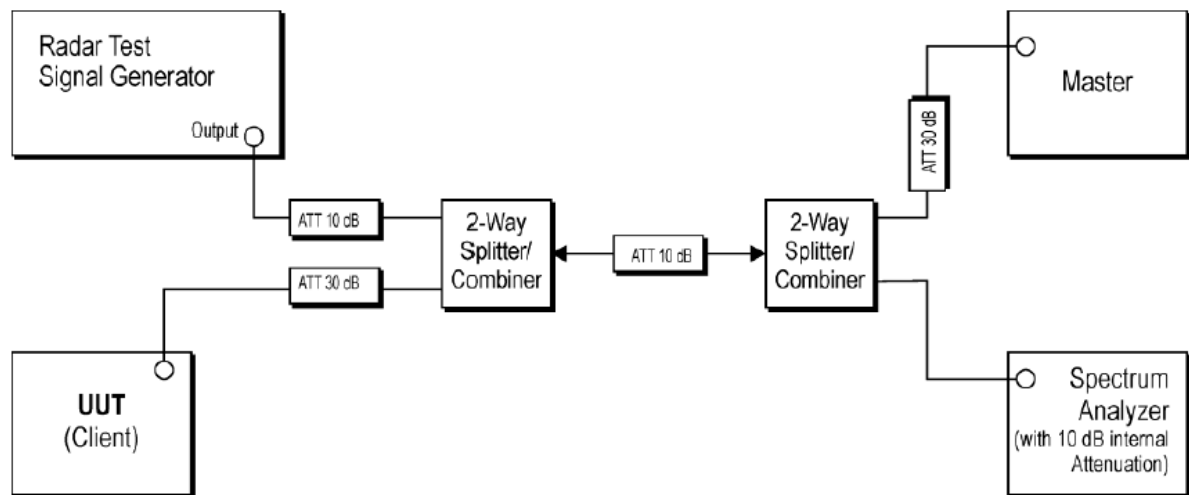 Radar Test
Signal Generator
Output
ATT 10 dB
2-Way
Splitter/
Combiner
ATT 30 dB
ATT 10 dB
2-Way
Splitter/
Combiner
ATT 30 dB
Master
UUT
(Client)
Spectrum
Analyzer
(with 10 dB internal
Attenuation)